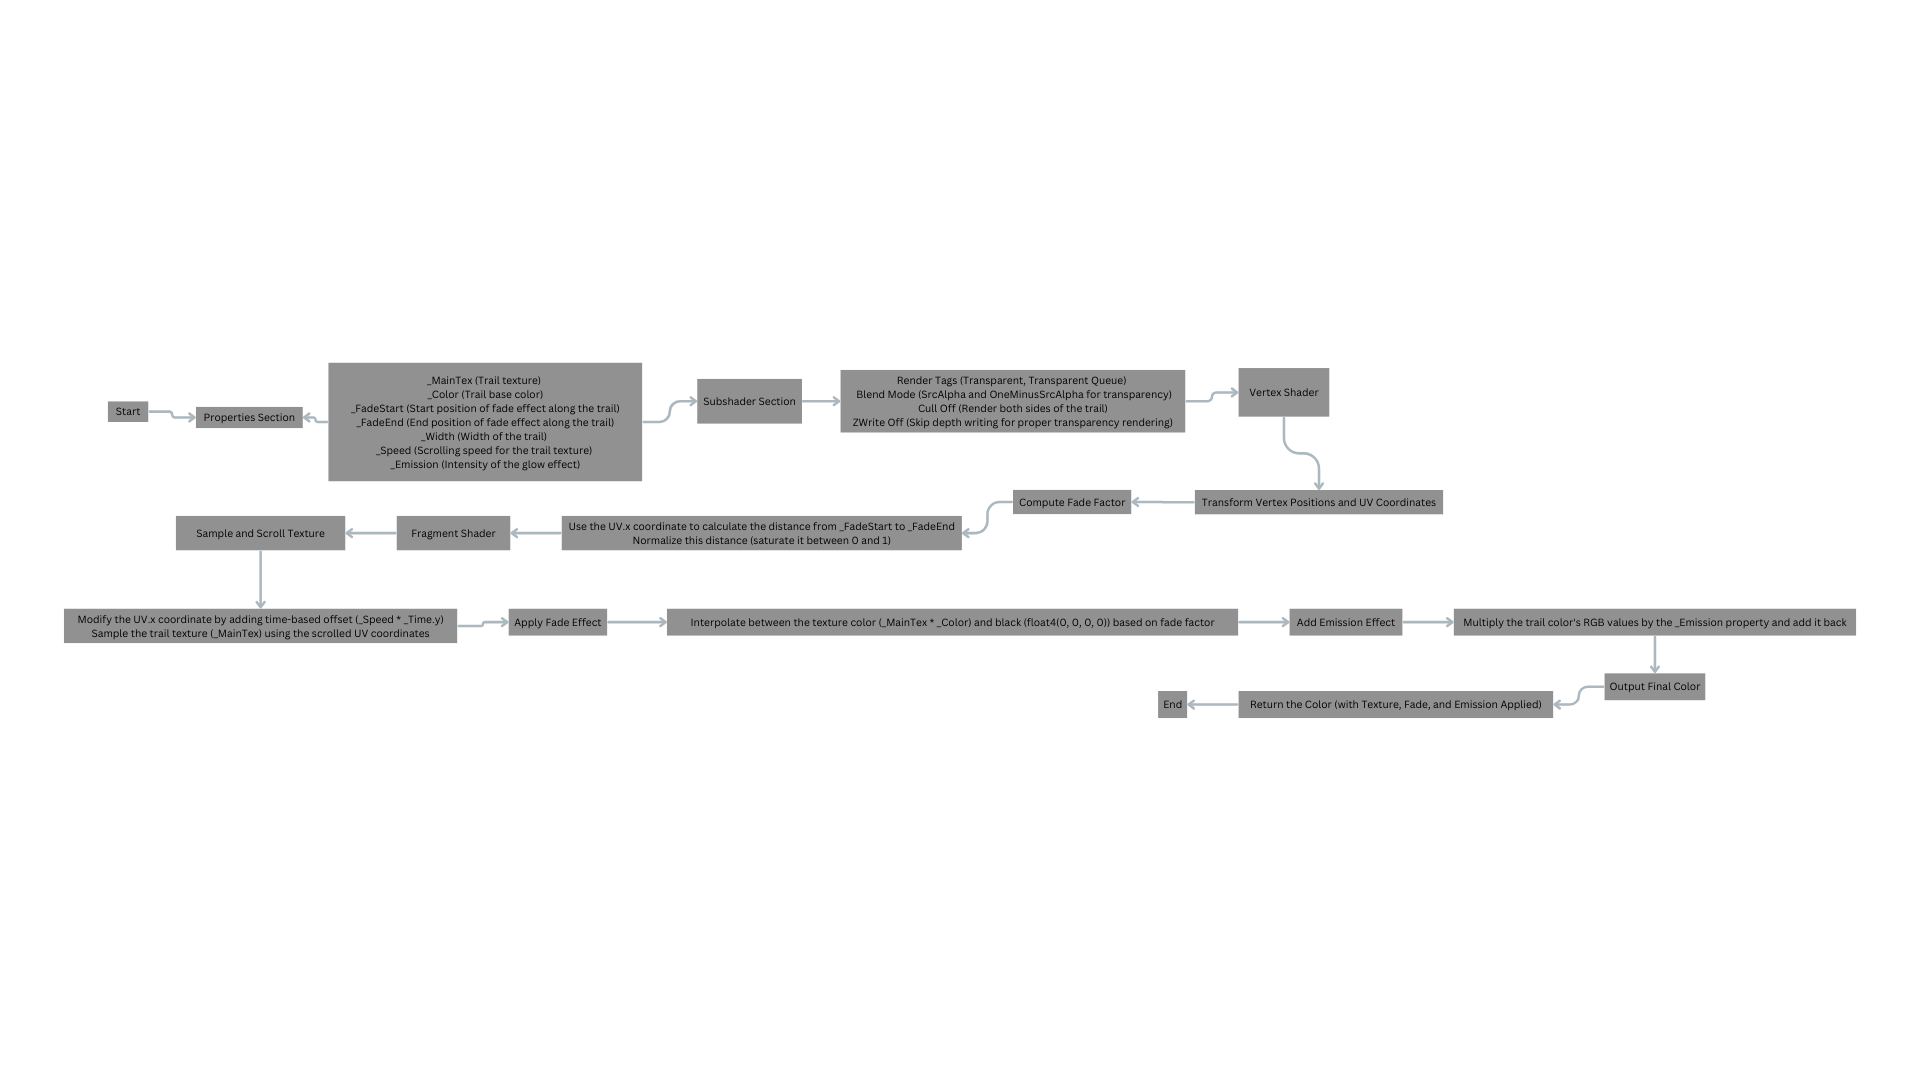 Start
Properties Section
_MainTex (Trail texture)
_Color (Trail base color)
_FadeStart (Start position of fade effect along the trail)
_FadeEnd (End position of fade effect along the trail)
_Width (Width of the trail)
_Speed (Scrolling speed for the trail texture)
_Emission (Intensity of the glow effect)
Subshader Section
Render Tags (Transparent, Transparent Queue)
Blend Mode (SrcAlpha and OneMinusSrcAlpha for transparency)
Cull Off (Render both sides of the trail)
ZWrite Off (Skip depth writing for proper transparency rendering)
Vertex Shader
Transform Vertex Positions and UV Coordinates
Compute Fade Factor
Use the UV.x coordinate to calculate the distance from _FadeStart to _FadeEnd
Normalize this distance (saturate it between 0 and 1)
Fragment Shader
Sample and Scroll Texture
Modify the UV.x coordinate by adding time-based offset (_Speed * _Time.y)
Sample the trail texture (_MainTex) using the scrolled UV coordinates
Apply Fade Effect
Interpolate between the texture color (_MainTex * _Color) and black (float4(0, 0, 0, 0)) based on fade factor
Add Emission Effect
Multiply the trail color's RGB values by the _Emission property and add it back
Output Final Color
Return the Color (with Texture, Fade, and Emission Applied)
End